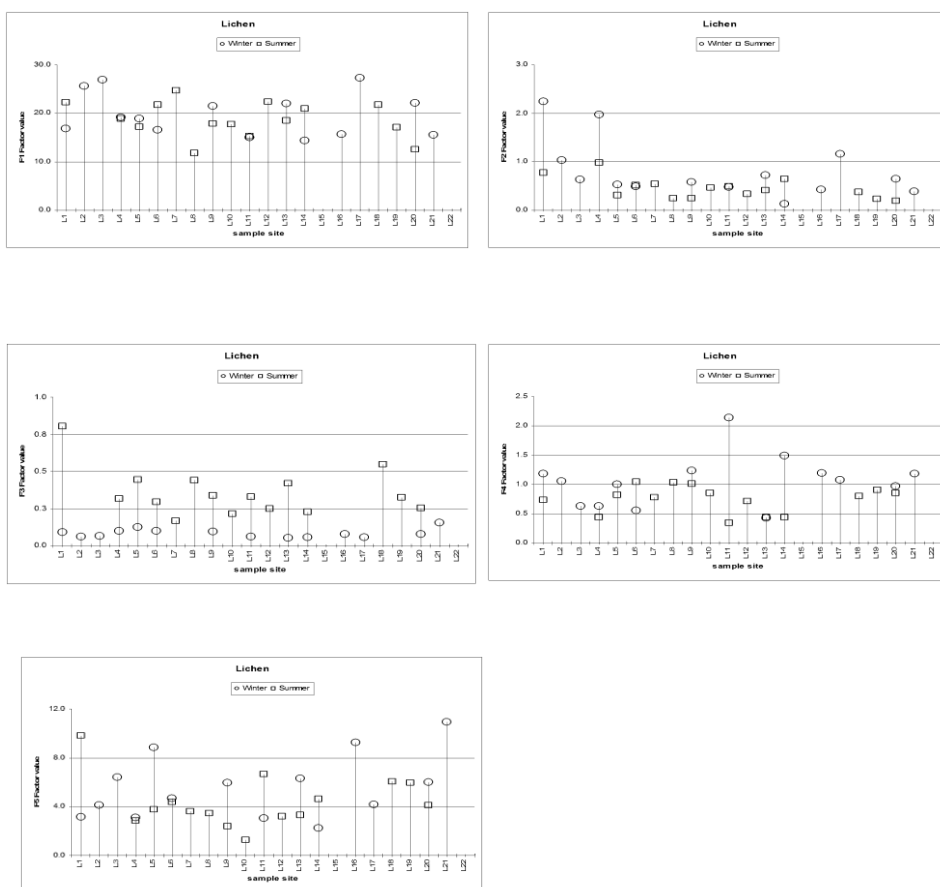 Lichen
Winter Summer
F1 Factor value
30.0
20.0
10.0
0.0
L1 L2 L3 L4 L5 L6 L7 L8 L9 L10 L11 L12 L13 L14 L15 L16 L17 L18 L19 L20 L21 L22
sample site
Lichen
Winter Summer
F2 Factor value
3.0
2.0
1.0
0.0
L1 L2 L3 L4 L5 L6 L7 L8 L9 L10 L11 L12 L13 L14 L15 L16 L17 L18 L19 L20 L21 L22
sample site
Lichen
Winter Summer
F3 Factor value
1.0
0.8
0.5
0.3
0.0
L1 L2 L3 L4 L5 L6 L7 L8 L9 L10 L11 L12 L13 L14 L15 L16 L17 L18 L19 L20 L21 L22
sample site
Lichen
Winter Summer
F4 Factor value
2.5
2.0
1.5
1.0
0.5
0.0
L1 L2 L3 L4 L5 L6 L7 L8 L9 L10 L11 L12 L13 L14 L15 L16 L17 L18 L19 L20 L21 L22
sample site
Lichen
Winter Summer
F5 Factor value
12.0
8.0
4.0
0.0
L1 L2 L3 L4 L5 L6 L7 L8 L9 L10 L11 L12 L13 L14 L15 L16 L17 L18 L19 L20 L21 L22
sample site